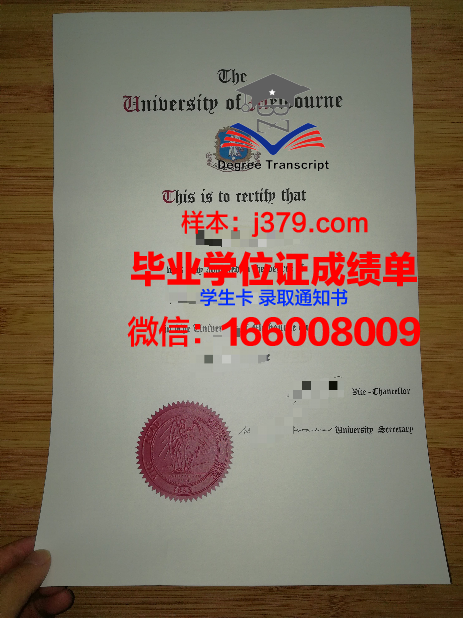 The
University of Melbourne
Degree Transcript
This is to certify that
样本：j379.com
毕业学位证成绩单
学生卡 录取通知书
微信：166008009
Vice-Chancellor
University Secretary